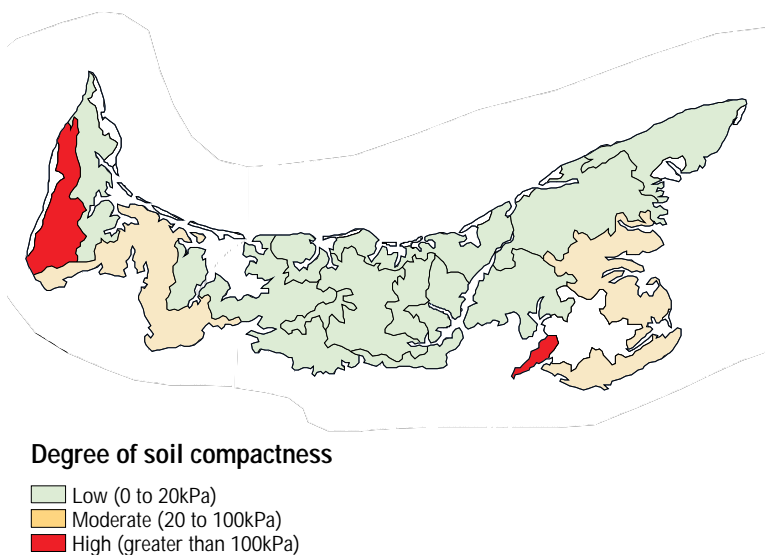 Degree of soil compactness
Low (0 to 20kPa)
Moderate (20 to 100kPa)
High (greater than 100kPa)